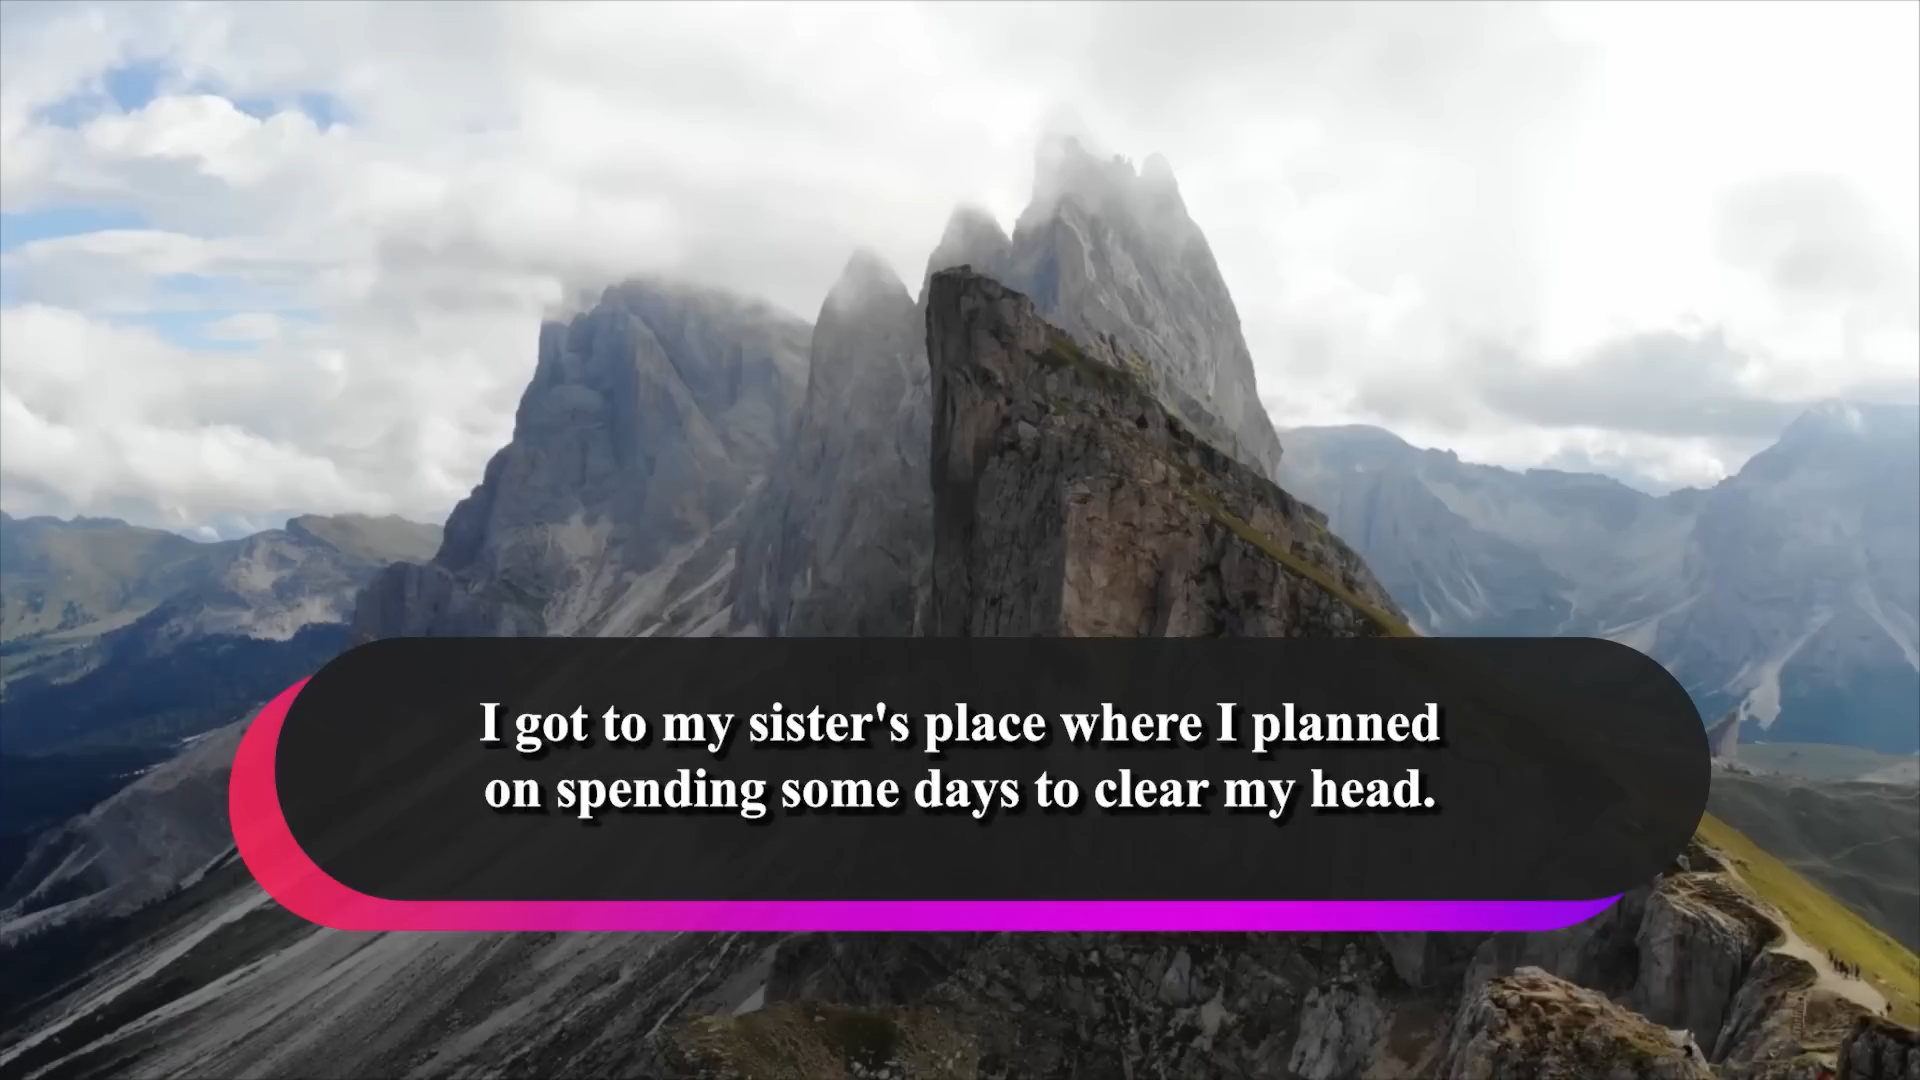 I got to my sister's place where I planned
on spending some days to clear my head.